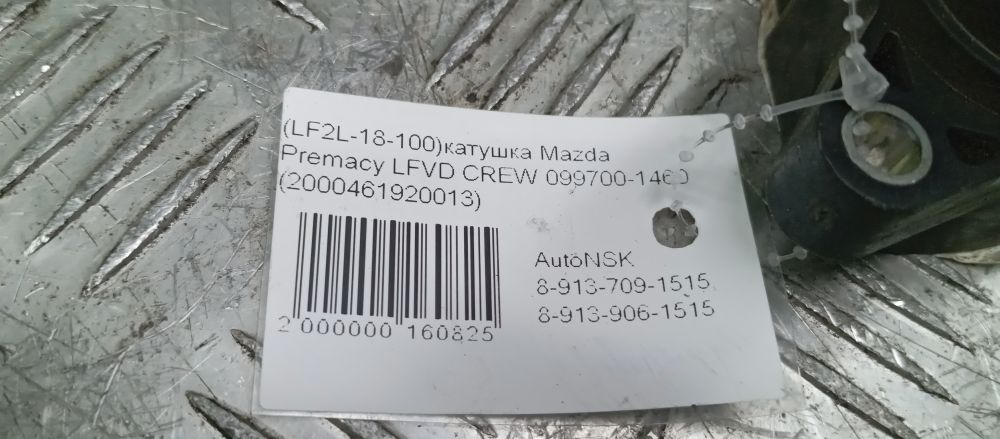 (LF2L-18-100)катушка Mazda
Premacy LFVD CREW 099700-1460
(2000461920013)
AutoNSK
8-913-709-1515
8-913-906-1515
2 000000 160825